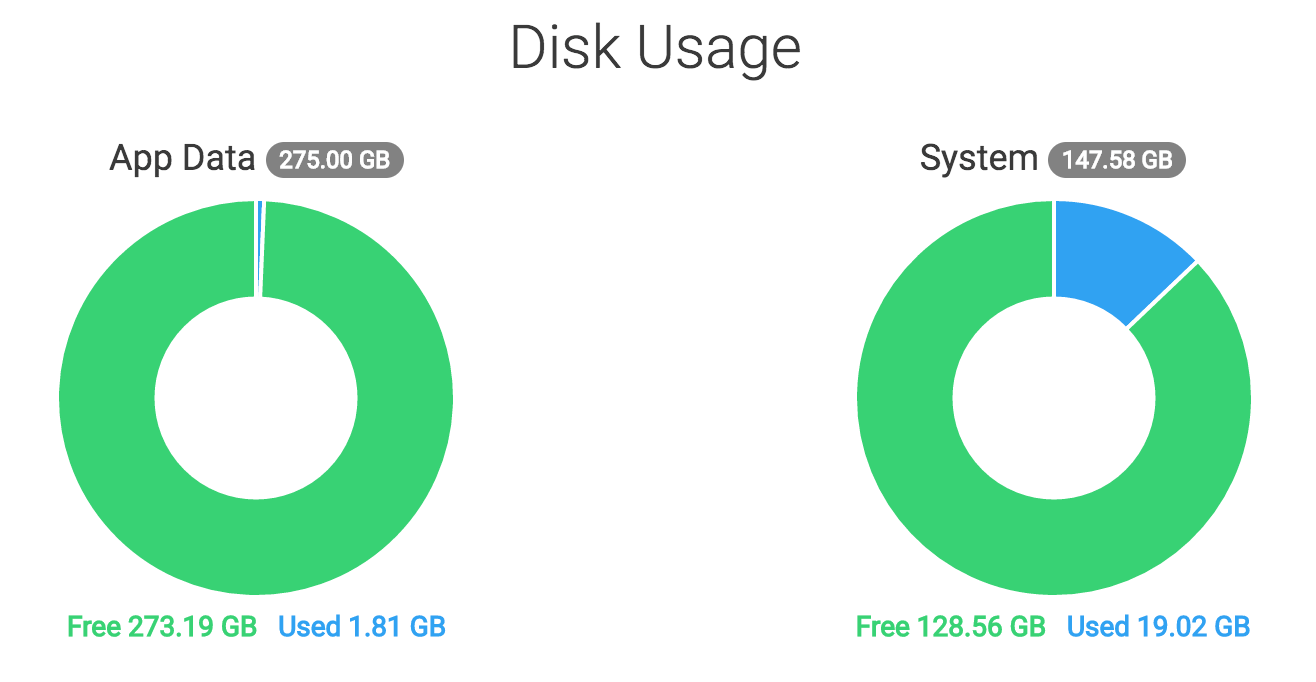 Disk Usage
App Data 275.00 GB
System 147.58 GB
Free 273.19 GB Used 1.81 GB
Free 128.56 GB Used 19.02 GB